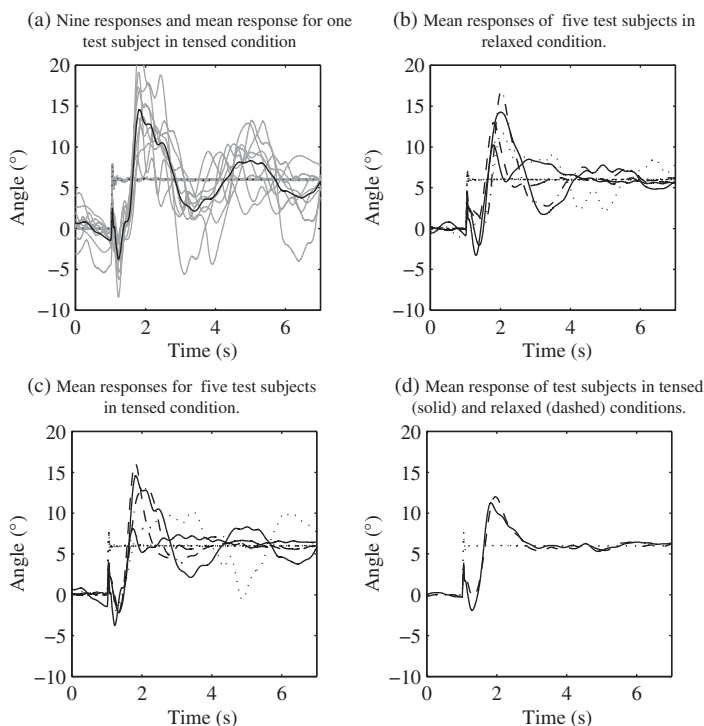 (a) Nine responses and mean response for one
test subject in tensed condition
20
15
10
5
0
−5
−10
Angle (°)
0 2 4 6
Time (s)
(b) Mean responses of five test subjects in
relaxed condition.
20
15
10
5
0
−5
−10
Angle (°)
0 2 4 6
Time (s)
(c) Mean responses for five test subjects
in tensed condition.
20
15
10
5
0
−5
−10
Angle (°)
0 2 4 6
Time (s)
(d) Mean response of test subjects in tensed
(solid) and relaxed (dashed) conditions.
20
15
10
5
0
−5
−10
Angle (°)
0 2 4 6
Time (s)